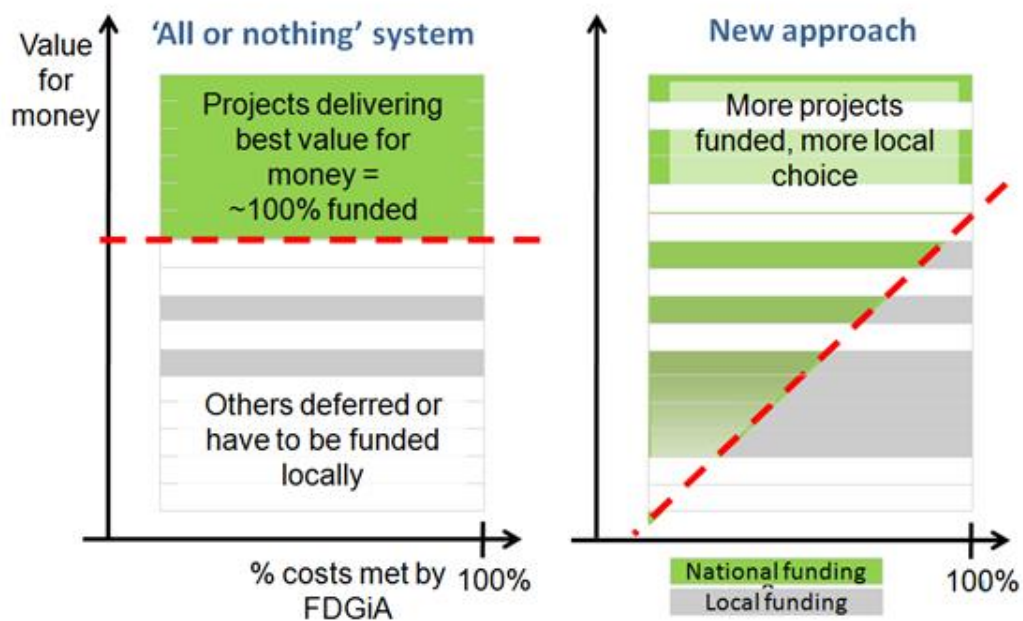 Value
for
money
‘All or nothing’ system
Projects delivering
best value for
money =
~100% funded
Others deferred or
have to be funded
locally
% costs met by
FDGiA
100%
New approach
More projects
funded, more local
choice
National funding
Local funding
100%